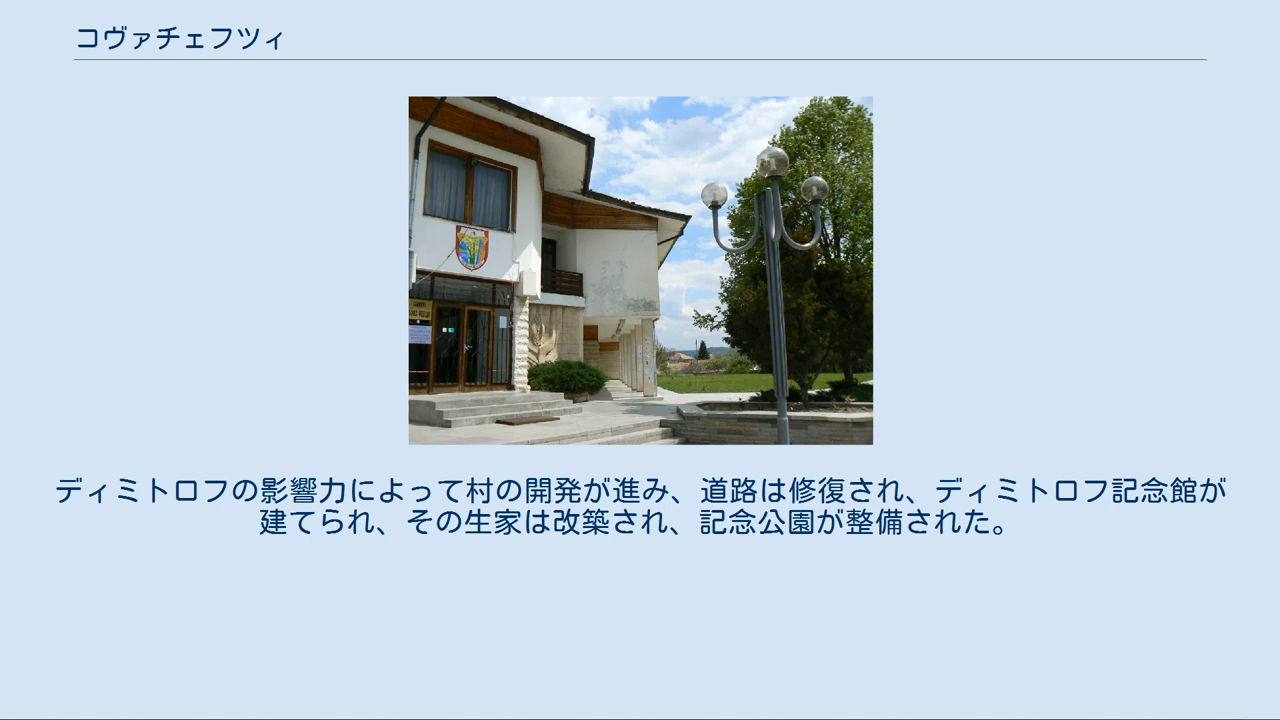 コヴァチェフツィ
ディミトロフの影響力によって村の開発が進み、道路は修復され、ディミトロフ記念館が
建てられ、その生家は改築され、記念公園が整備された。